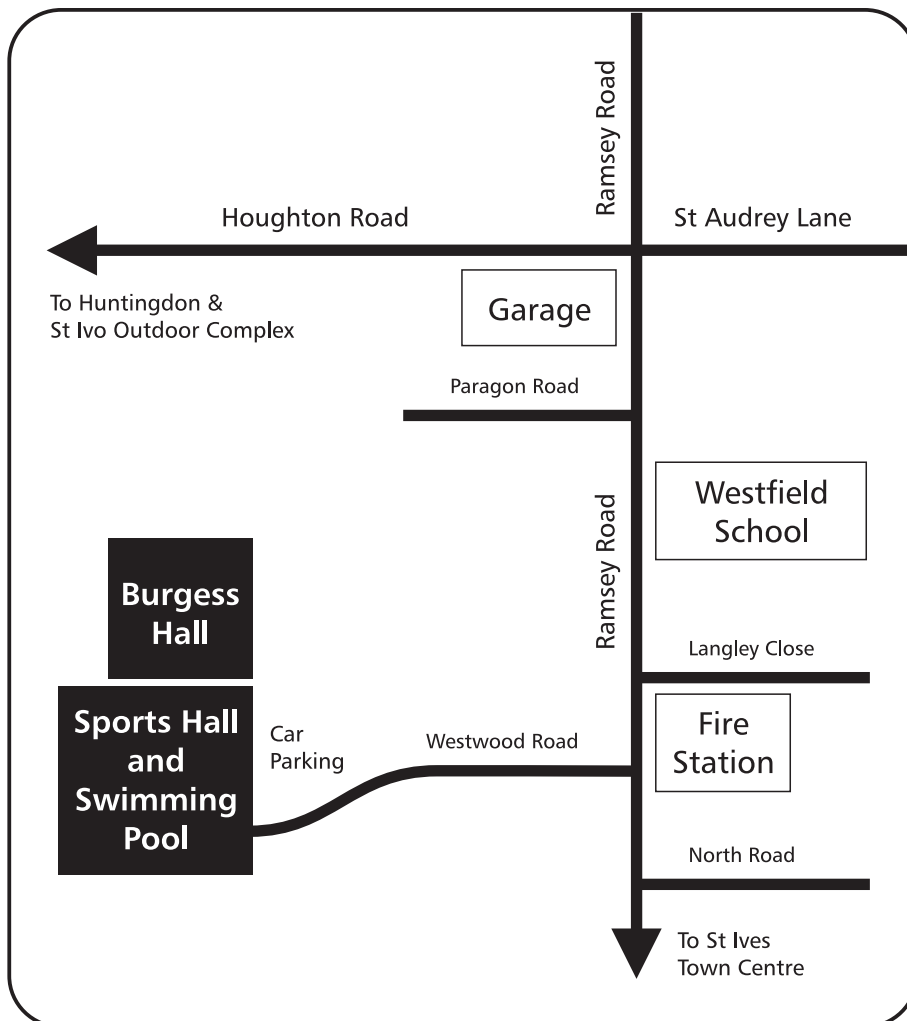 Ramsey Road
Houghton Road
St Audrey Lane
To Huntingdon &
St Ivo Outdoor Complex
Garage
Paragon Road
Westfield
School
Ramsey Road
Burgess
Hall
Langley Close
Sports Hall
and
Swimming
Pool
Car
Parking
Westwood Road
Fire
Station
North Road
To St Ives
Town Centre